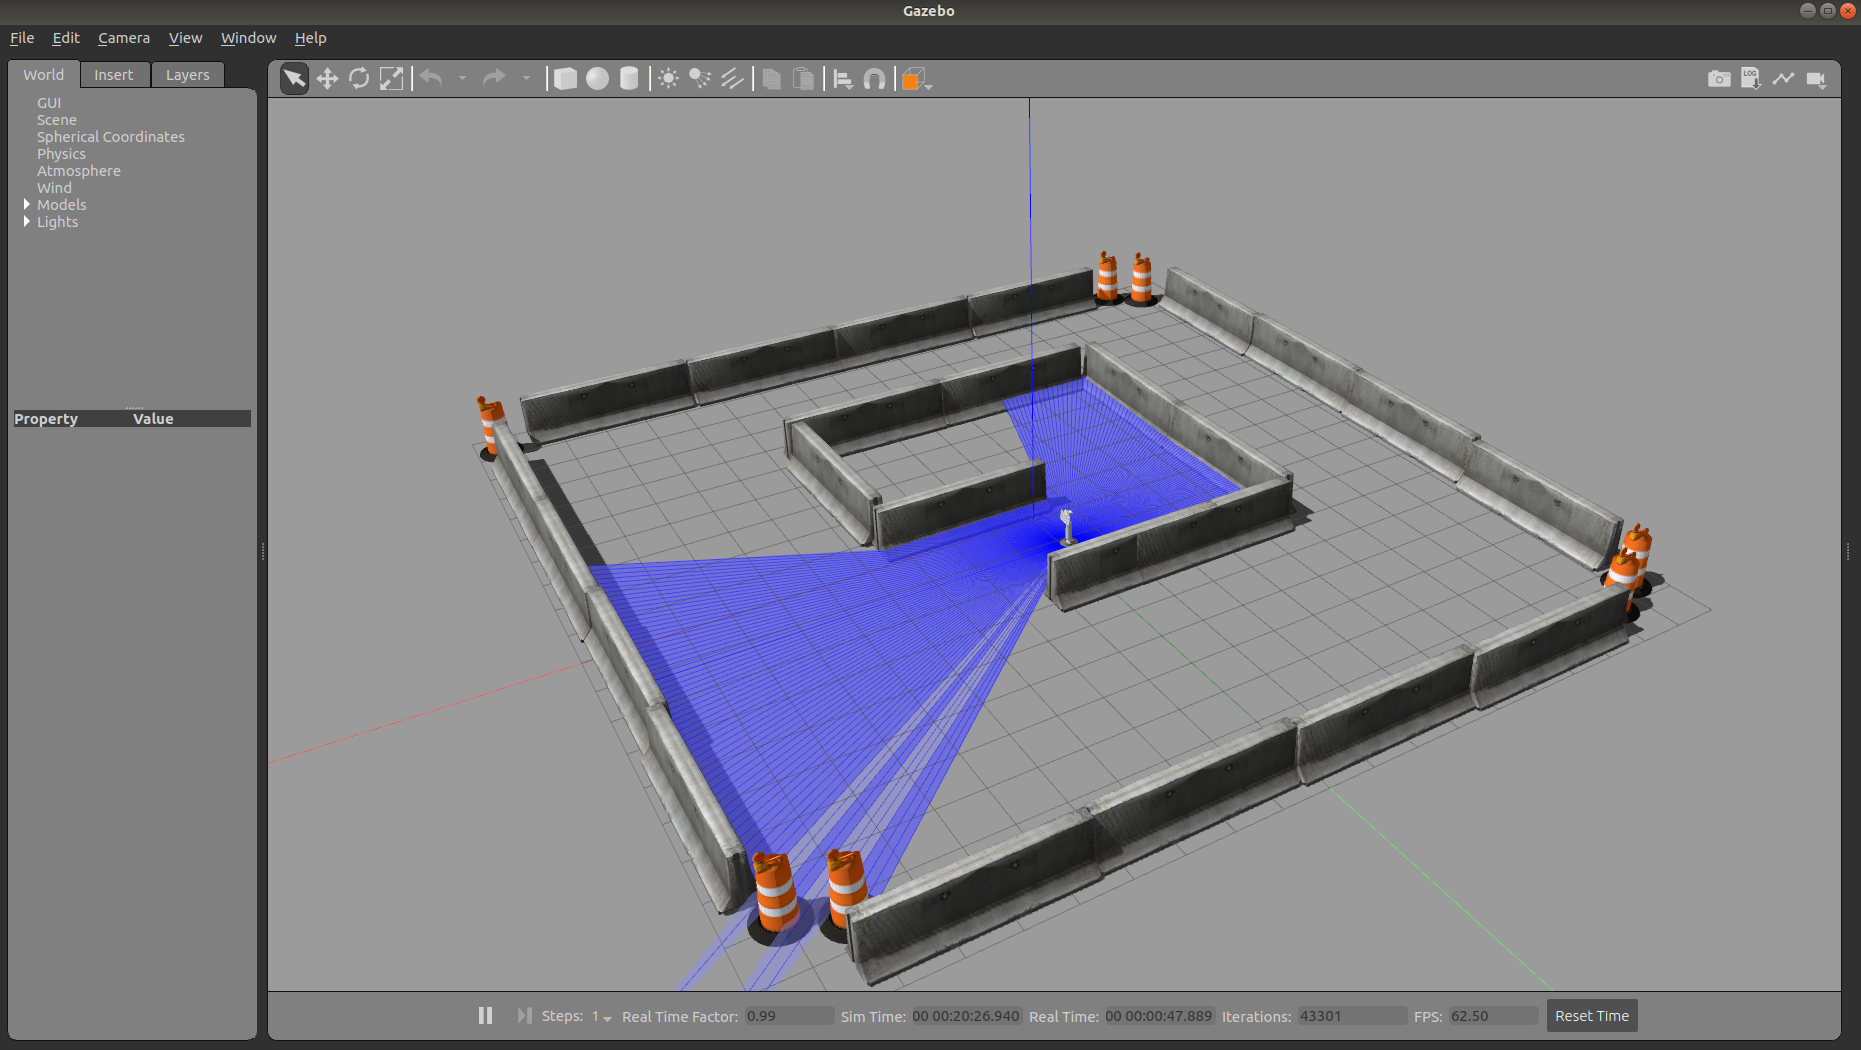 Gazebo
File Edit Camera View Window Help
World Insert Layers
LOG
GUI
Scene
Spherical Coordinates
Physics
Atmosphere
Wind
Models
Lights
Property Value
Steps: 1 Real Time Factor: 0.99 Sim Time: 00 00:20:26.940 Real Time: 00 00:00:47.889 Iterations: 43301 FPS: 62.50 Reset Time